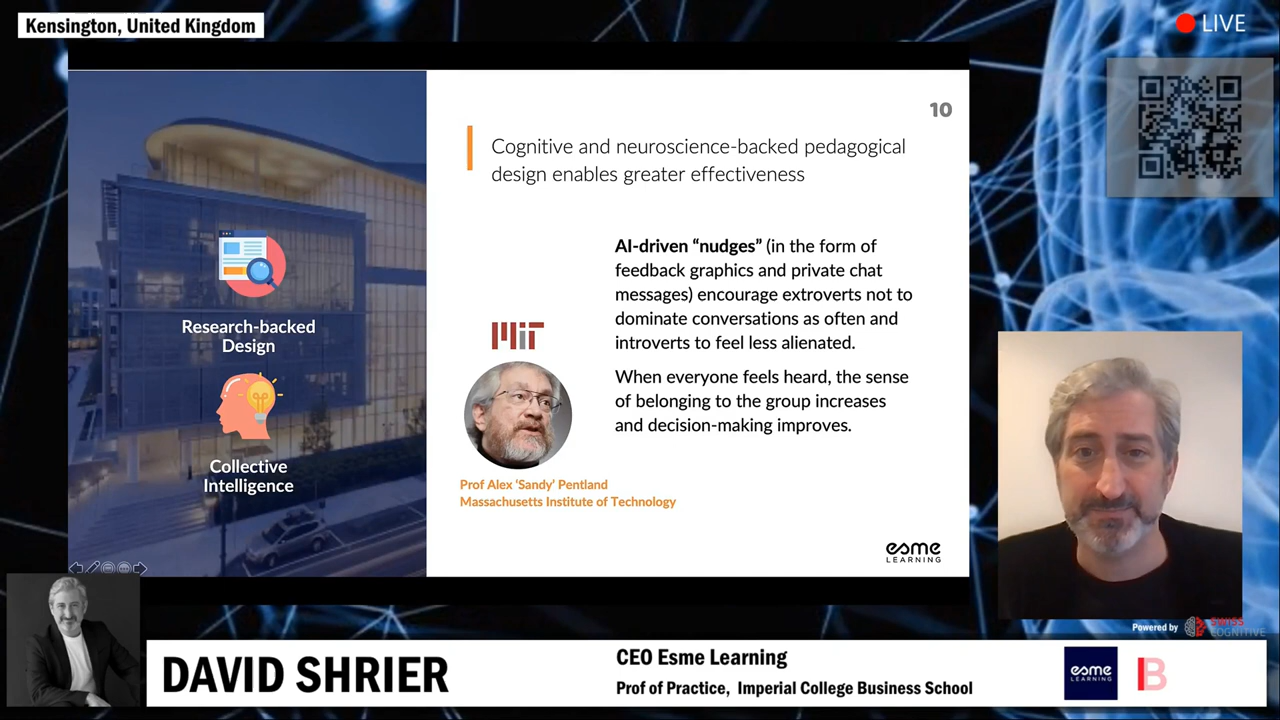 Kensington, United Kingdom
LIVE
10
Cognitive and neuroscience-backed pedagogical
design enables greater effectiveness
AI-driven “nudges” (in the form of
feedback graphics and private chat
messages) encourage extroverts not to
dominate conversations as often and
introverts to feel less alienated.
When everyone feels heard, the sense
of belonging to the group increases
and decision-making improves.
Research-backed
Design
Collective
Intelligence
MiT
Prof Alex ‘Sandy’ Pentland
Massachusetts Institute of Technology
esme
LEARNING
Powered by
SWISS
COGNITIVE
DAVID SHRIER
CEO Esme Learning
Prof of Practice, Imperial College Business School
esme
LEARNING
B